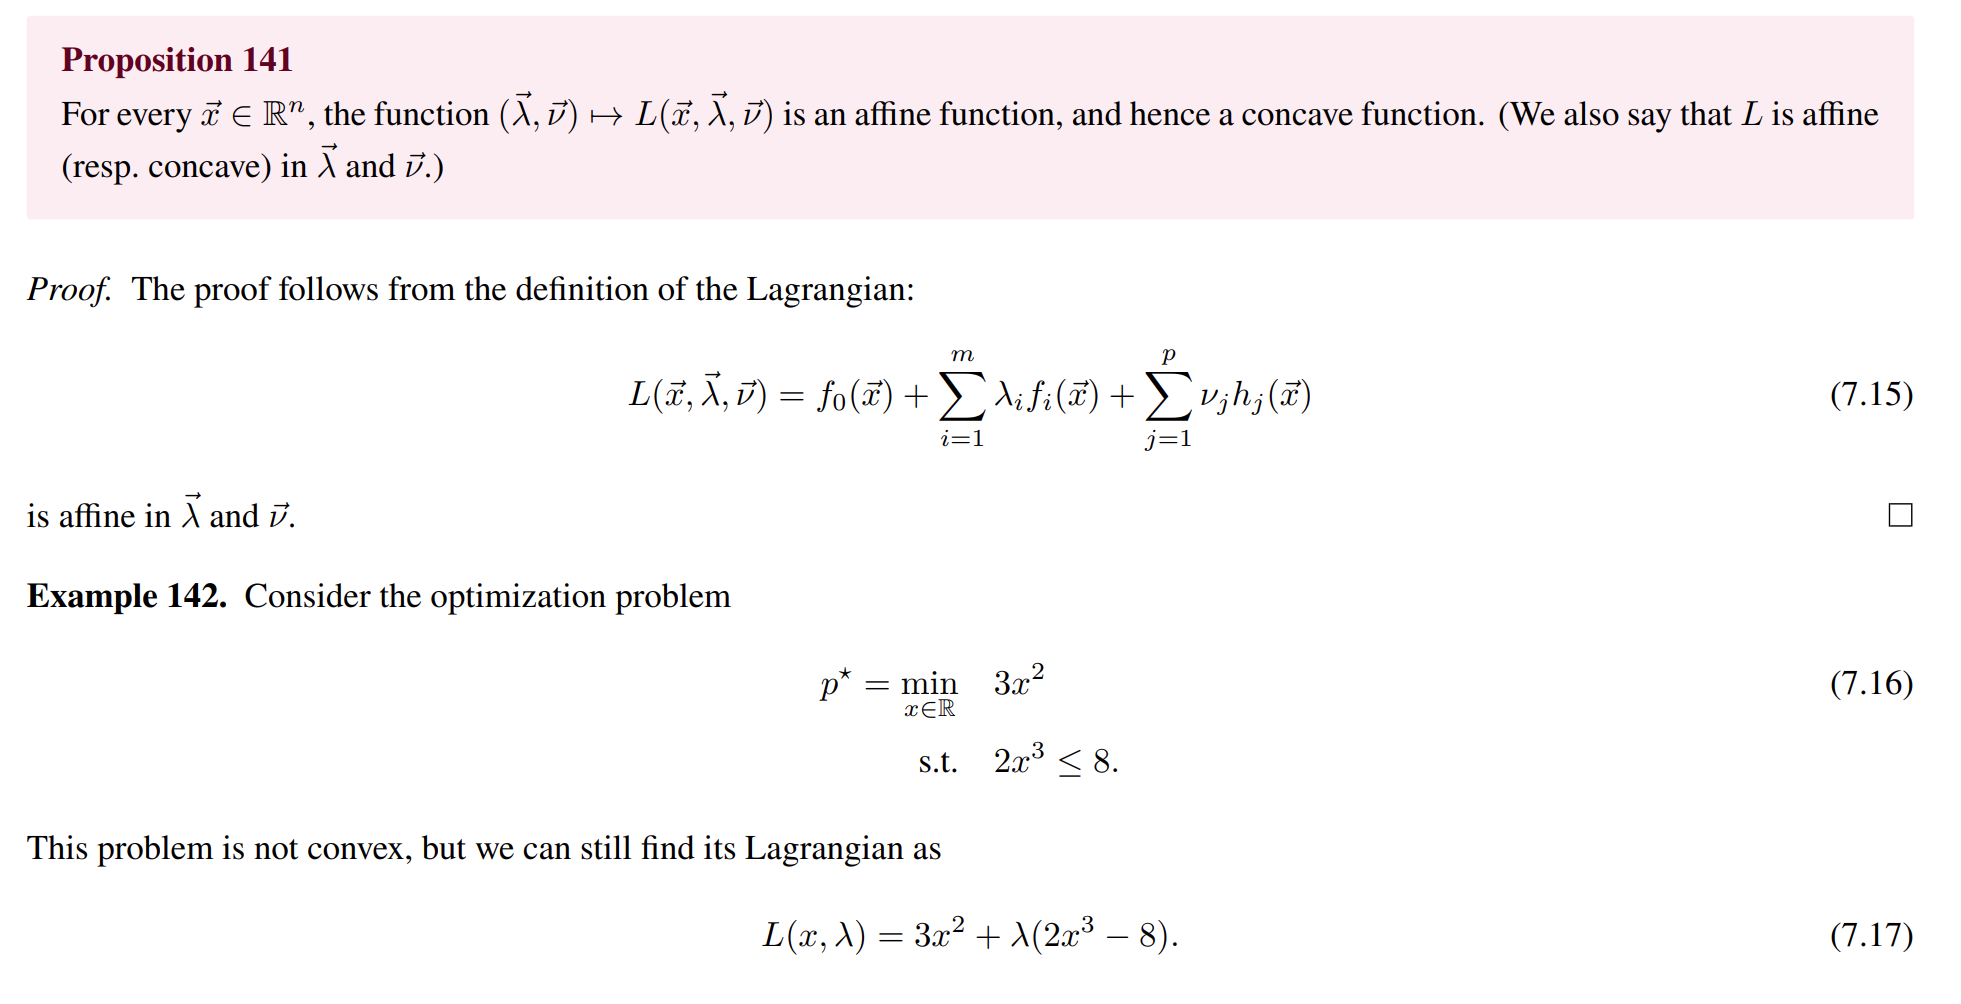 Proposition 141
For every $\vec{x} \in \mathbb{R}^n$, the function $(\vec{\lambda}, \vec{\nu}) \mapsto L(\vec{x}, \vec{\lambda}, \vec{\nu})$ is an affine function, and hence a concave function. (We also say that $L$ is affine
(resp. concave) in $\vec{\lambda}$ and $\vec{\nu}$.)
Proof. The proof follows from the definition of the Lagrangian:
$L(\vec{x}, \vec{\lambda}, \vec{\nu}) = f_0(\vec{x}) + \sum_{i=1}^{m} \lambda_i f_i(\vec{x}) + \sum_{j=1}^{p} \nu_j h_j(\vec{x})$ (7.15)
is affine in $\vec{\lambda}$ and $\vec{\nu}$. □
Example 142. Consider the optimization problem
$p^\star = \min_{x \in \mathbb{R}} \quad 3x^2$ (7.16)
s.t. $2x^3 \leq 8.$
This problem is not convex, but we can still find its Lagrangian as
$L(x, \lambda) = 3x^2 + \lambda(2x^3 - 8).$ (7.17)